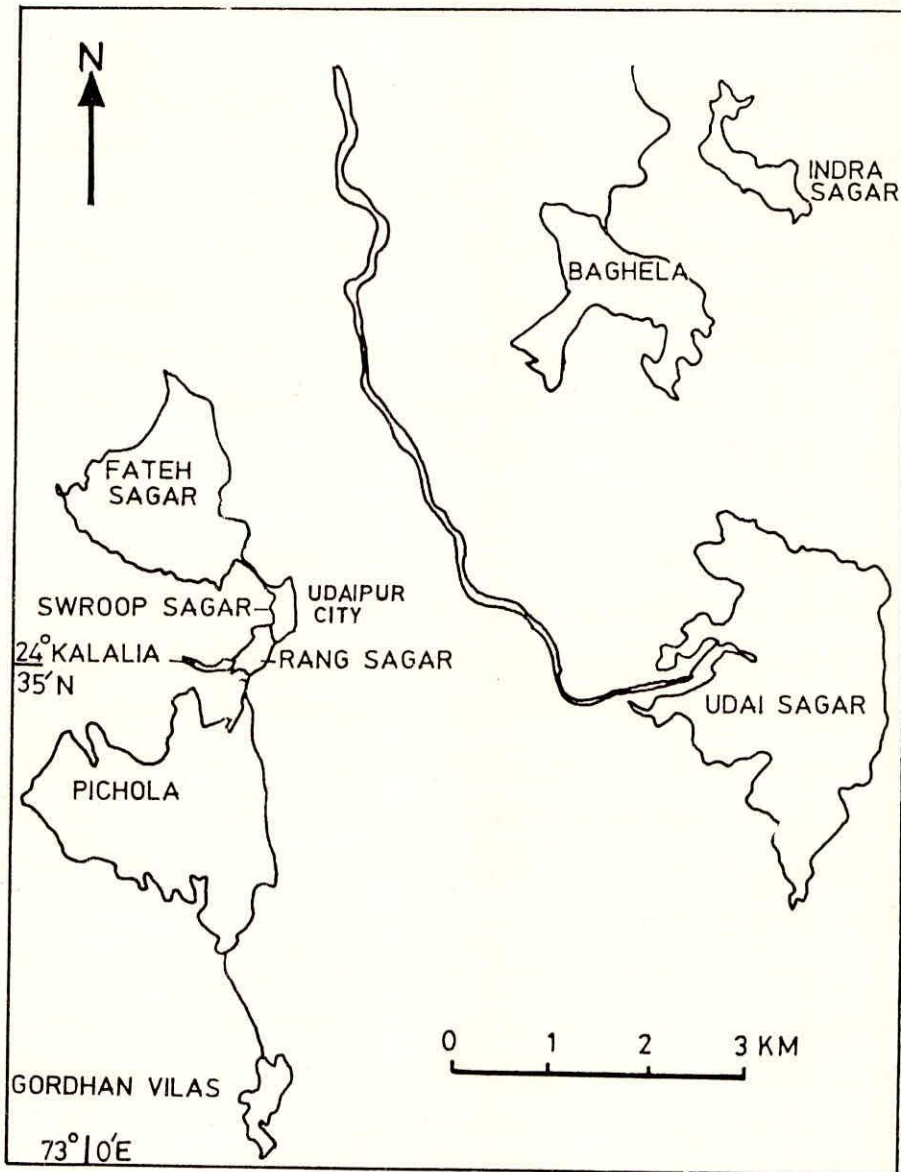 N
INDRA
SAGAR
BAGHELA
FATEH
SAGAR
SWROOP SAGAR
UDAIPUR
CITY
24° KALALIA
35' N
RANG SAGAR
UDAI SAGAR
PICHOLA
0 1 2 3 KM
GORDHAN VILAS
73° 0'E